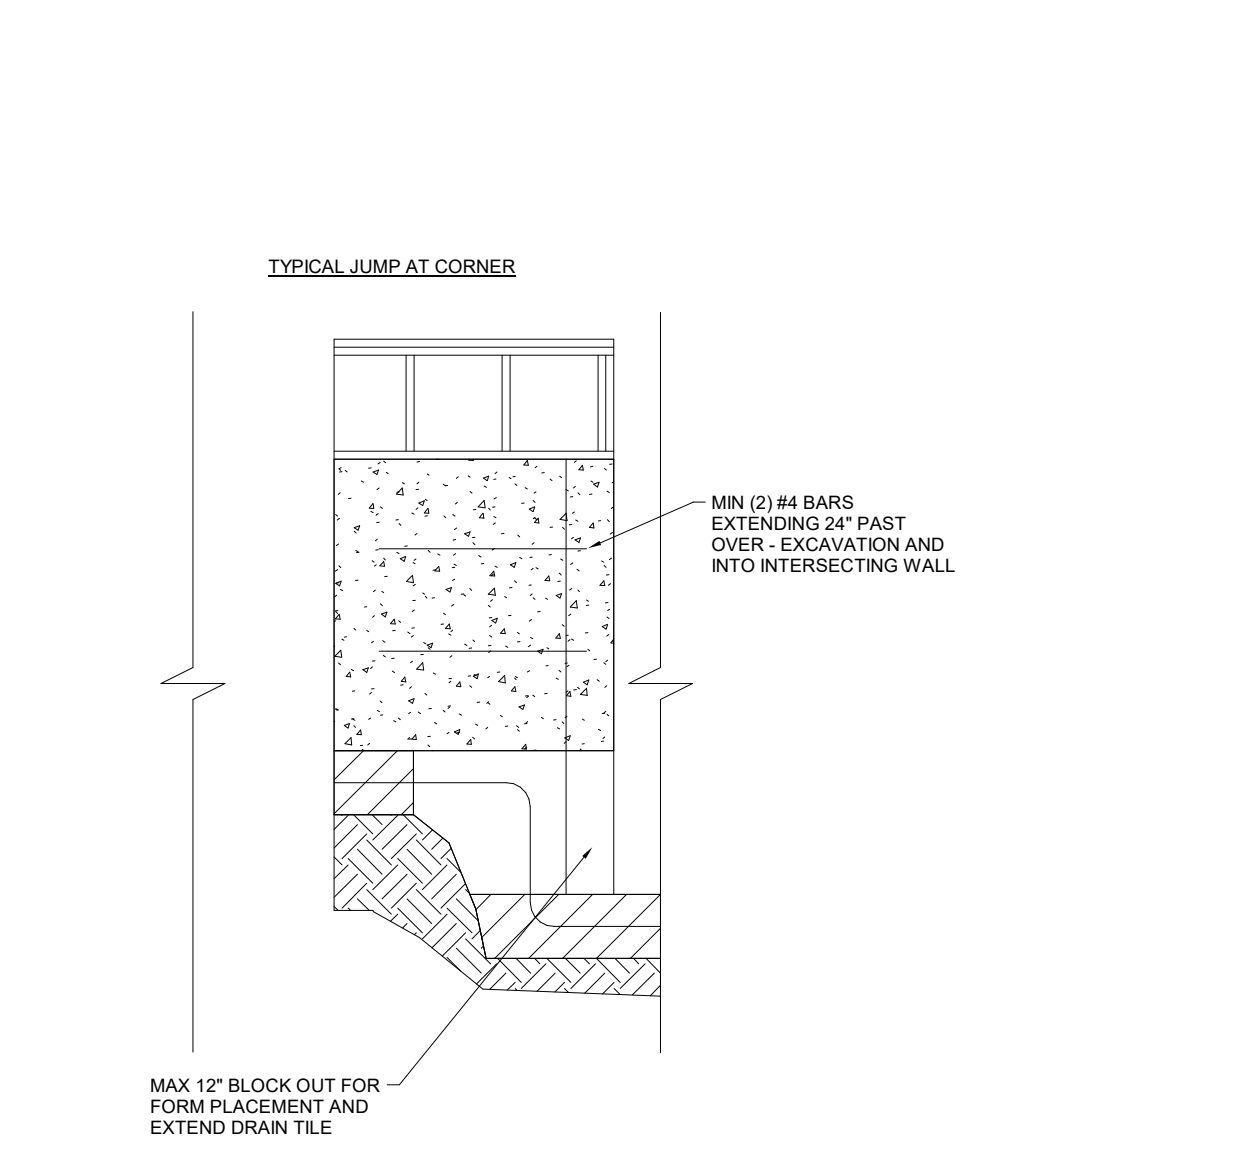 TYPICAL JUMP AT CORNER
MIN (2) #4 BARS
EXTENDING 24" PAST
OVER - EXCAVATION AND
INTO INTERSECTING WALL
MAX 12" BLOCK OUT FOR
FORM PLACEMENT AND
EXTEND DRAIN TILE